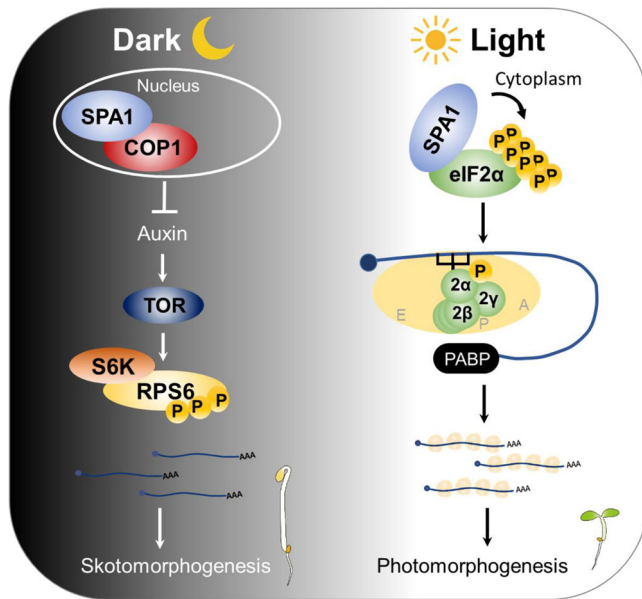 Dark
Nucleus
SPA1
COP1
Auxin
TOR
S6K
RPS6
P P P
AAA
AAA
AAA
Skotomorphogenesis
Light
Cytoplasm
SPA1
eIF2α
P P
P P
P P
P P
P
2α
2γ
2β
E
P
A
PABP
AAA
AAA
AAA
Photomorphogenesis